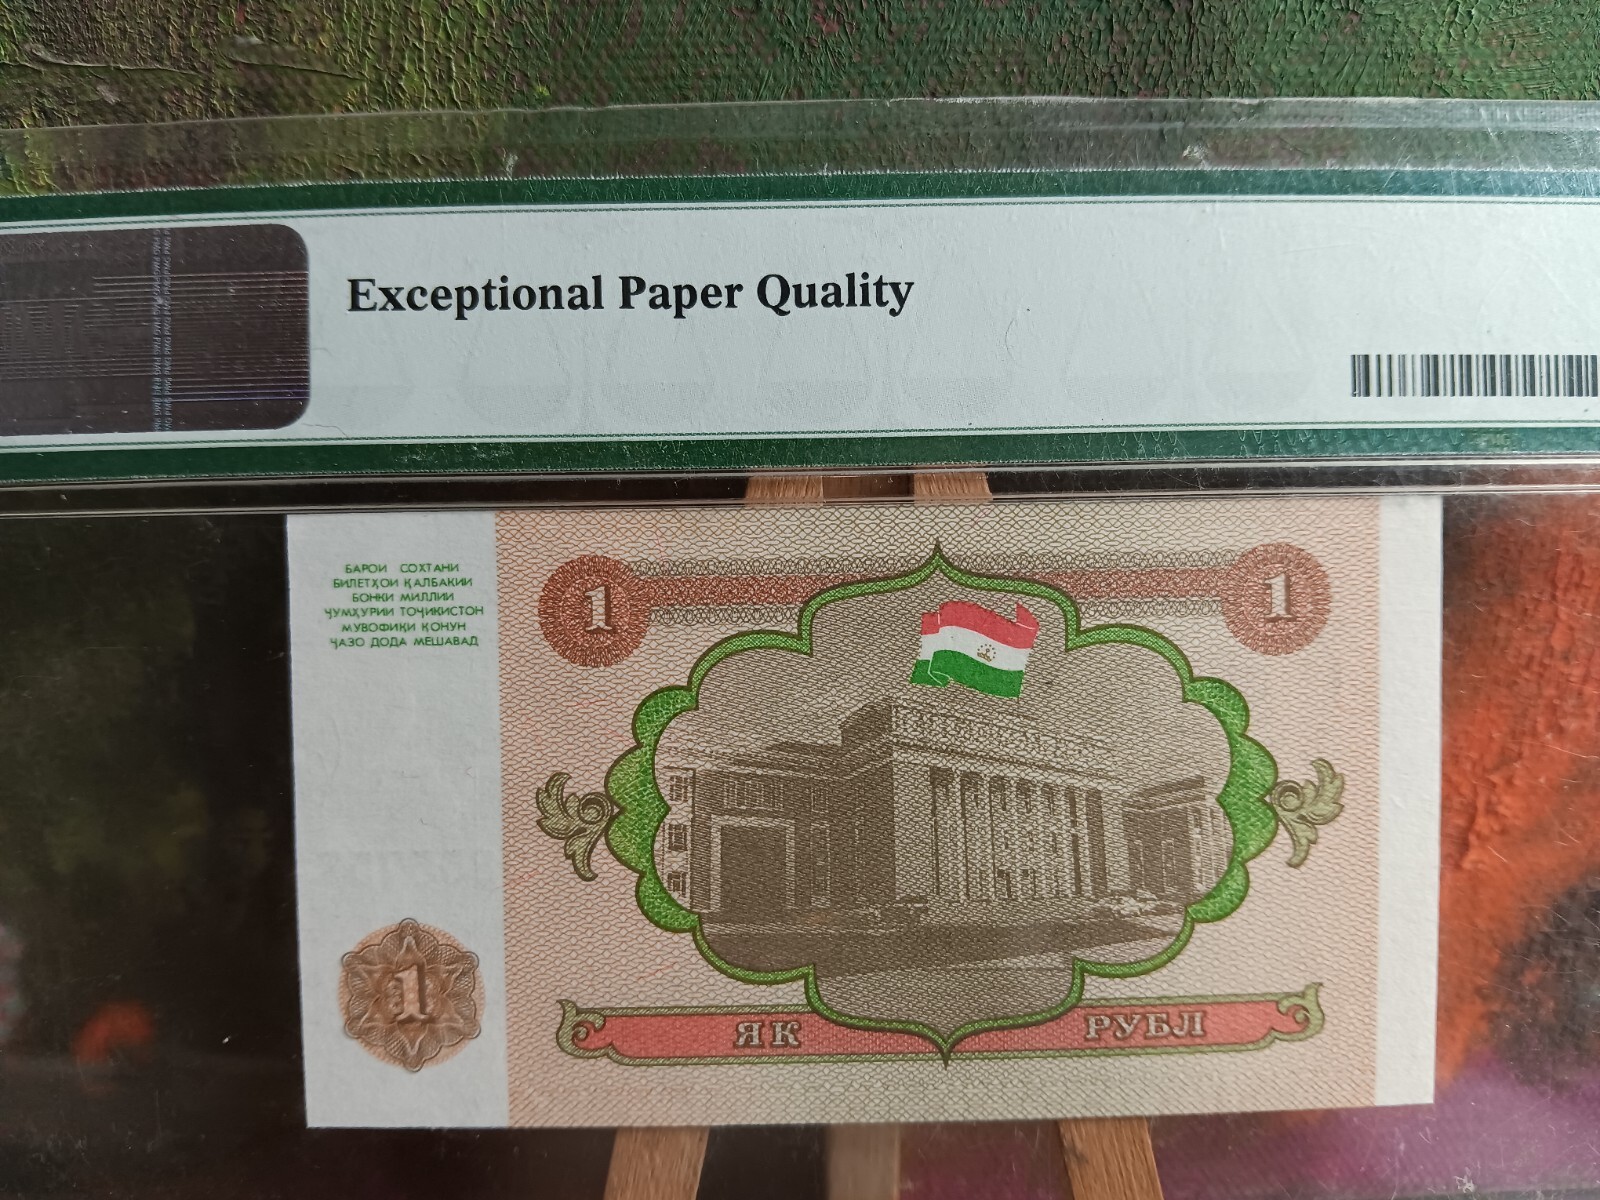 Exceptional Paper Quality
БАРОИ СОХТАНИ
БИЛЕТҲОИ ҚАЛБАКИИ
БОНКИ МИЛЛИИ
ҶУМҲУРИИ ТОҶИКИСТОН
МУВОФИҚИ ҚОНУН
ҶАЗО ДОДА МЕШАВАД
1 1
1
ЯК РУБЛ